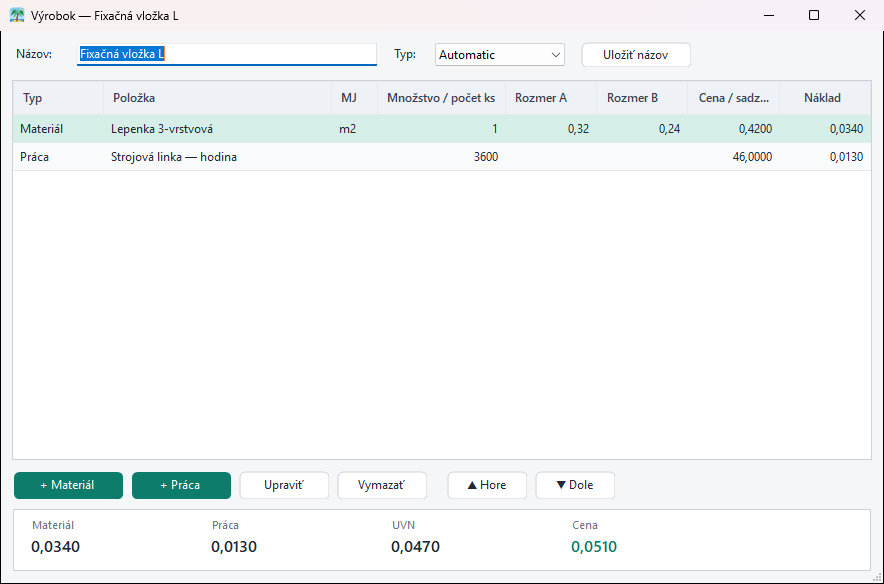 Výrobok — Fixačná vložka L
Názov: Fixačná vložka L Typ: Automatic Uložiť názov
Typ Položka MJ Množstvo / počet ks Rozmer A Rozmer B Cena / sadz... Náklad
Materiál Lepenka 3-vrstvová m2 1 0,32 0,24 0,4200 0,0340
Práca Strojová linka — hodina 3600 46,0000 0,0130
+ Materiál + Práca Upraviť Vymazať ▲ Hore ▼ Dole
Materiál Práca UVN Cena
0,0340 0,0130 0,0470 0,0510